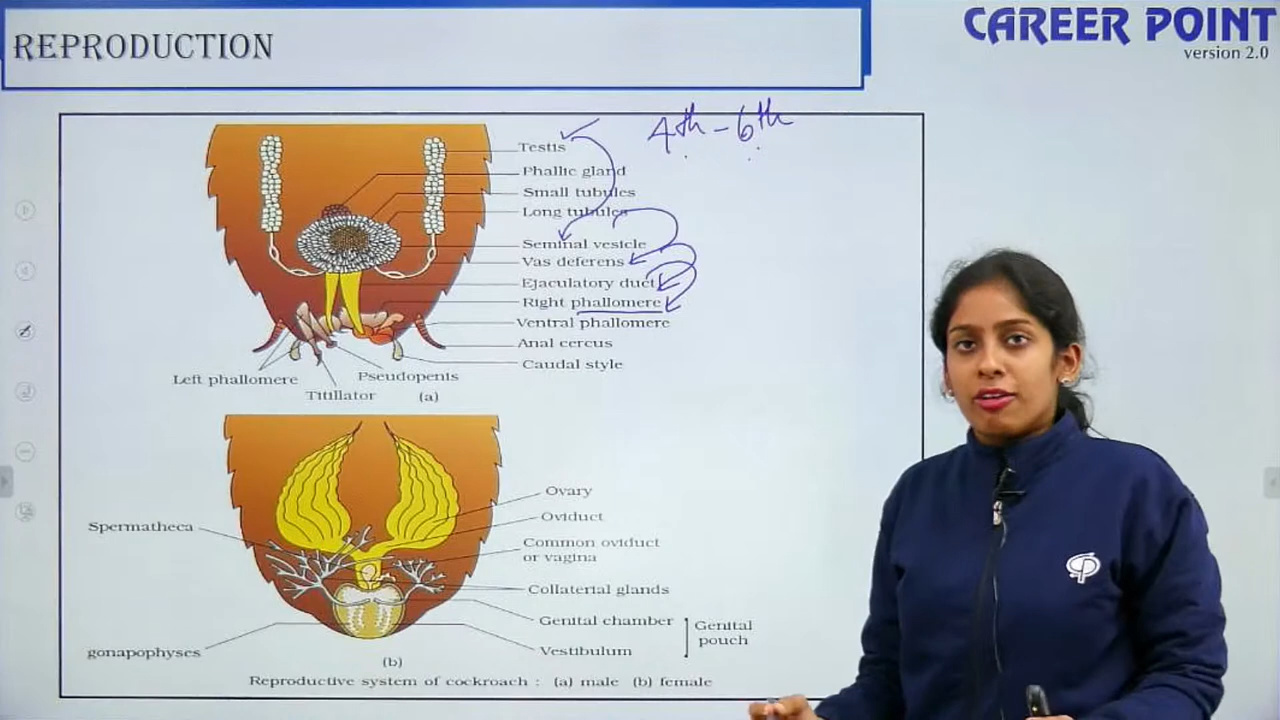 REPRODUCTION
CAREER POINT
version 2.0
4th - 6th
Testis
Phallic gland
Small tubules
Long tubules
Seminal vesicle
Vas deferens
Ejaculatory duct
Right phallomere
Ventral phallomere
Anal cercus
Caudal style
Left phallomere
Pseudopenis
Titillator
(a)
Ovary
Spermatheca
Oviduct
Common oviduct
or vagina
Collaterial glands
Genital chamber
Genital
pouch
gonapophyses
Vestibulum
(b)
Reproductive system of cockroach : (a) male (b) female
CP